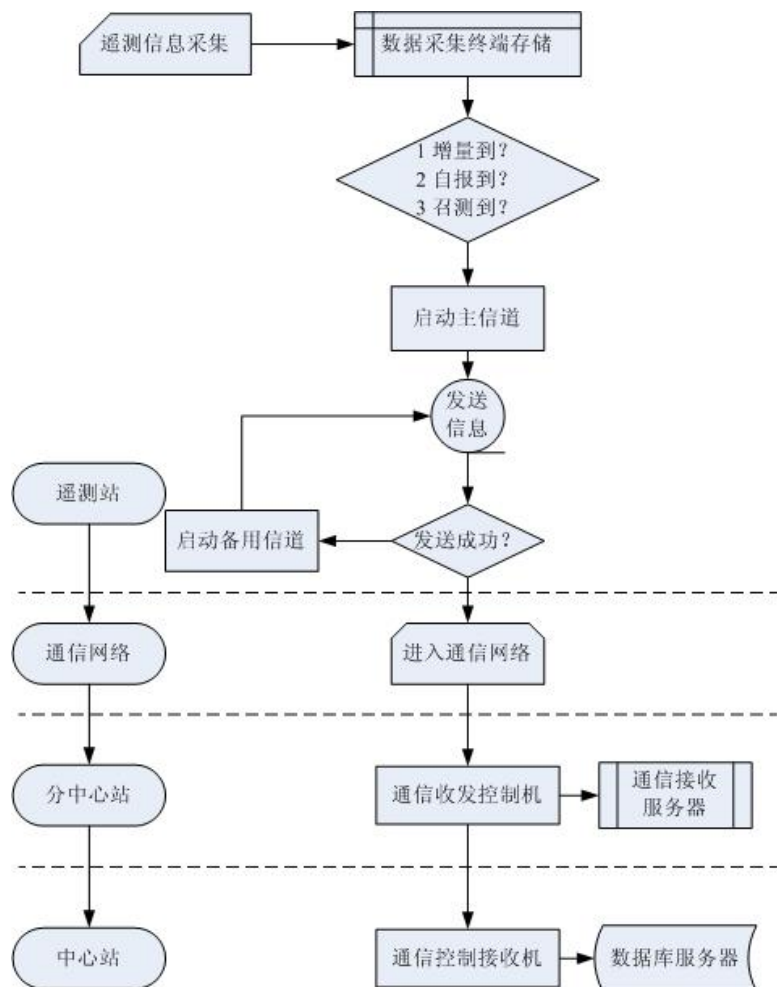 遥测信息采集
数据采集终端存储
1 增量到？
2 自报到？
3 召测到？
启动主信道
发送
信息
遥测站
启动备用信道
发送成功？
通信网络
进入通信网络
分中心站
通信收发控制机
通信接收
服务器
中心站
通信控制接收机
数据库服务器